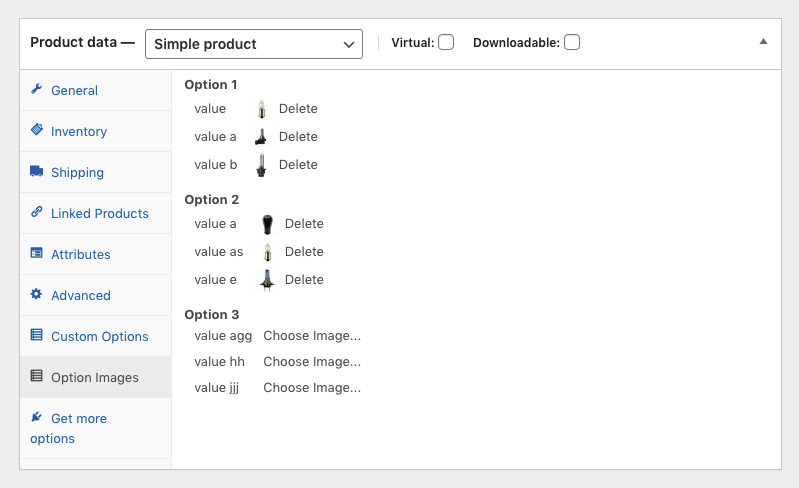 Product data — Simple product Virtual: Downloadable:
General
Inventory
Shipping
Linked Products
Attributes
Advanced
Custom Options
Option Images
Get more
options
Option 1
value Delete
value a Delete
value b Delete
Option 2
value a Delete
value as Delete
value e Delete
Option 3
value agg Choose Image...
value hh Choose Image...
value jjj Choose Image...